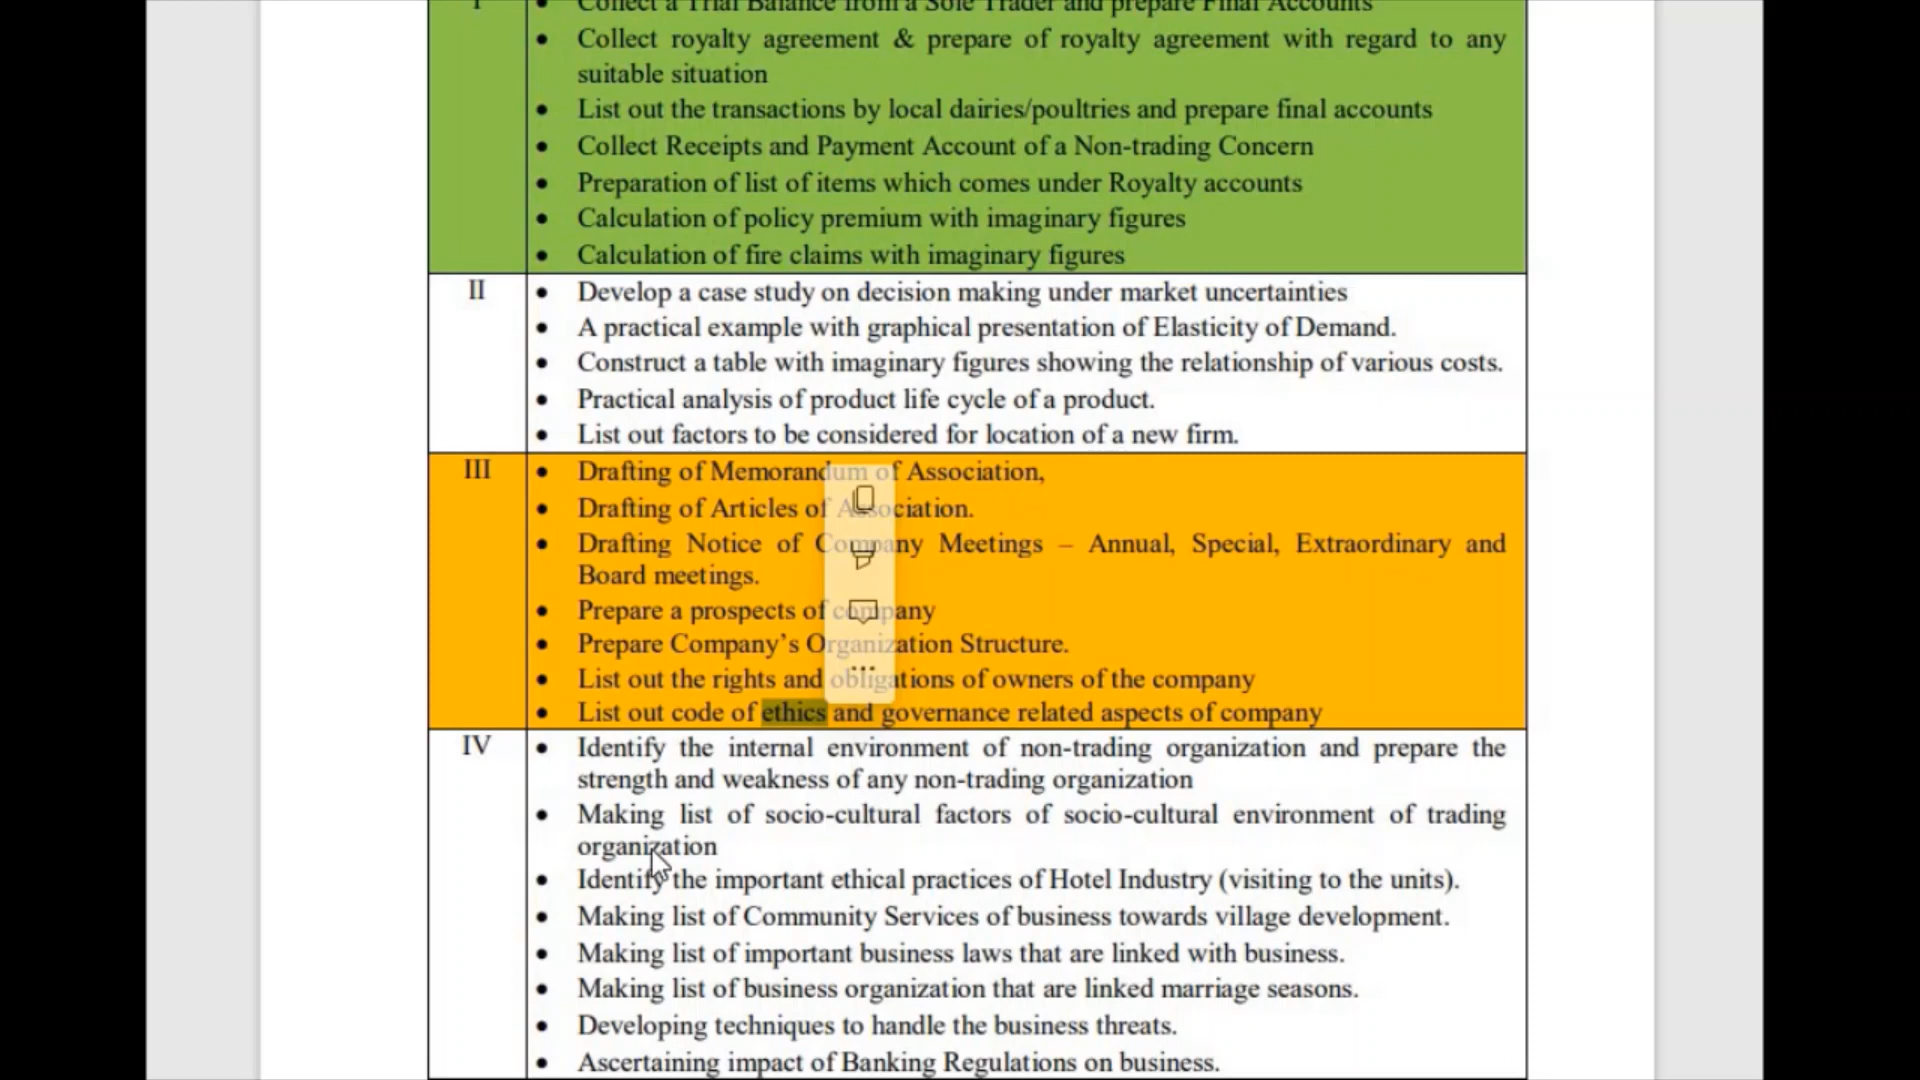 I
• Collect a Trial Balance from a Sole Trader and prepare Final Accounts
• Collect royalty agreement & prepare of royalty agreement with regard to any
suitable situation
• List out the transactions by local dairies/poultries and prepare final accounts
• Collect Receipts and Payment Account of a Non-trading Concern
• Preparation of list of items which comes under Royalty accounts
• Calculation of policy premium with imaginary figures
• Calculation of fire claims with imaginary figures
II
• Develop a case study on decision making under market uncertainties
• A practical example with graphical presentation of Elasticity of Demand.
• Construct a table with imaginary figures showing the relationship of various costs.
• Practical analysis of product life cycle of a product.
• List out factors to be considered for location of a new firm.
III
• Drafting of Memorandum of Association,
• Drafting of Articles of Association.
• Drafting Notice of Company Meetings – Annual, Special, Extraordinary and
Board meetings.
• Prepare a prospects of company
• Prepare Company’s Organization Structure.
• List out the rights and obligations of owners of the company
• List out code of ethics and governance related aspects of company
IV
• Identify the internal environment of non-trading organization and prepare the
strength and weakness of any non-trading organization
• Making list of socio-cultural factors of socio-cultural environment of trading
organization
• Identify the important ethical practices of Hotel Industry (visiting to the units).
• Making list of Community Services of business towards village development.
• Making list of important business laws that are linked with business.
• Making list of business organization that are linked marriage seasons.
• Developing techniques to handle the business threats.
• Ascertaining impact of Banking Regulations on business.